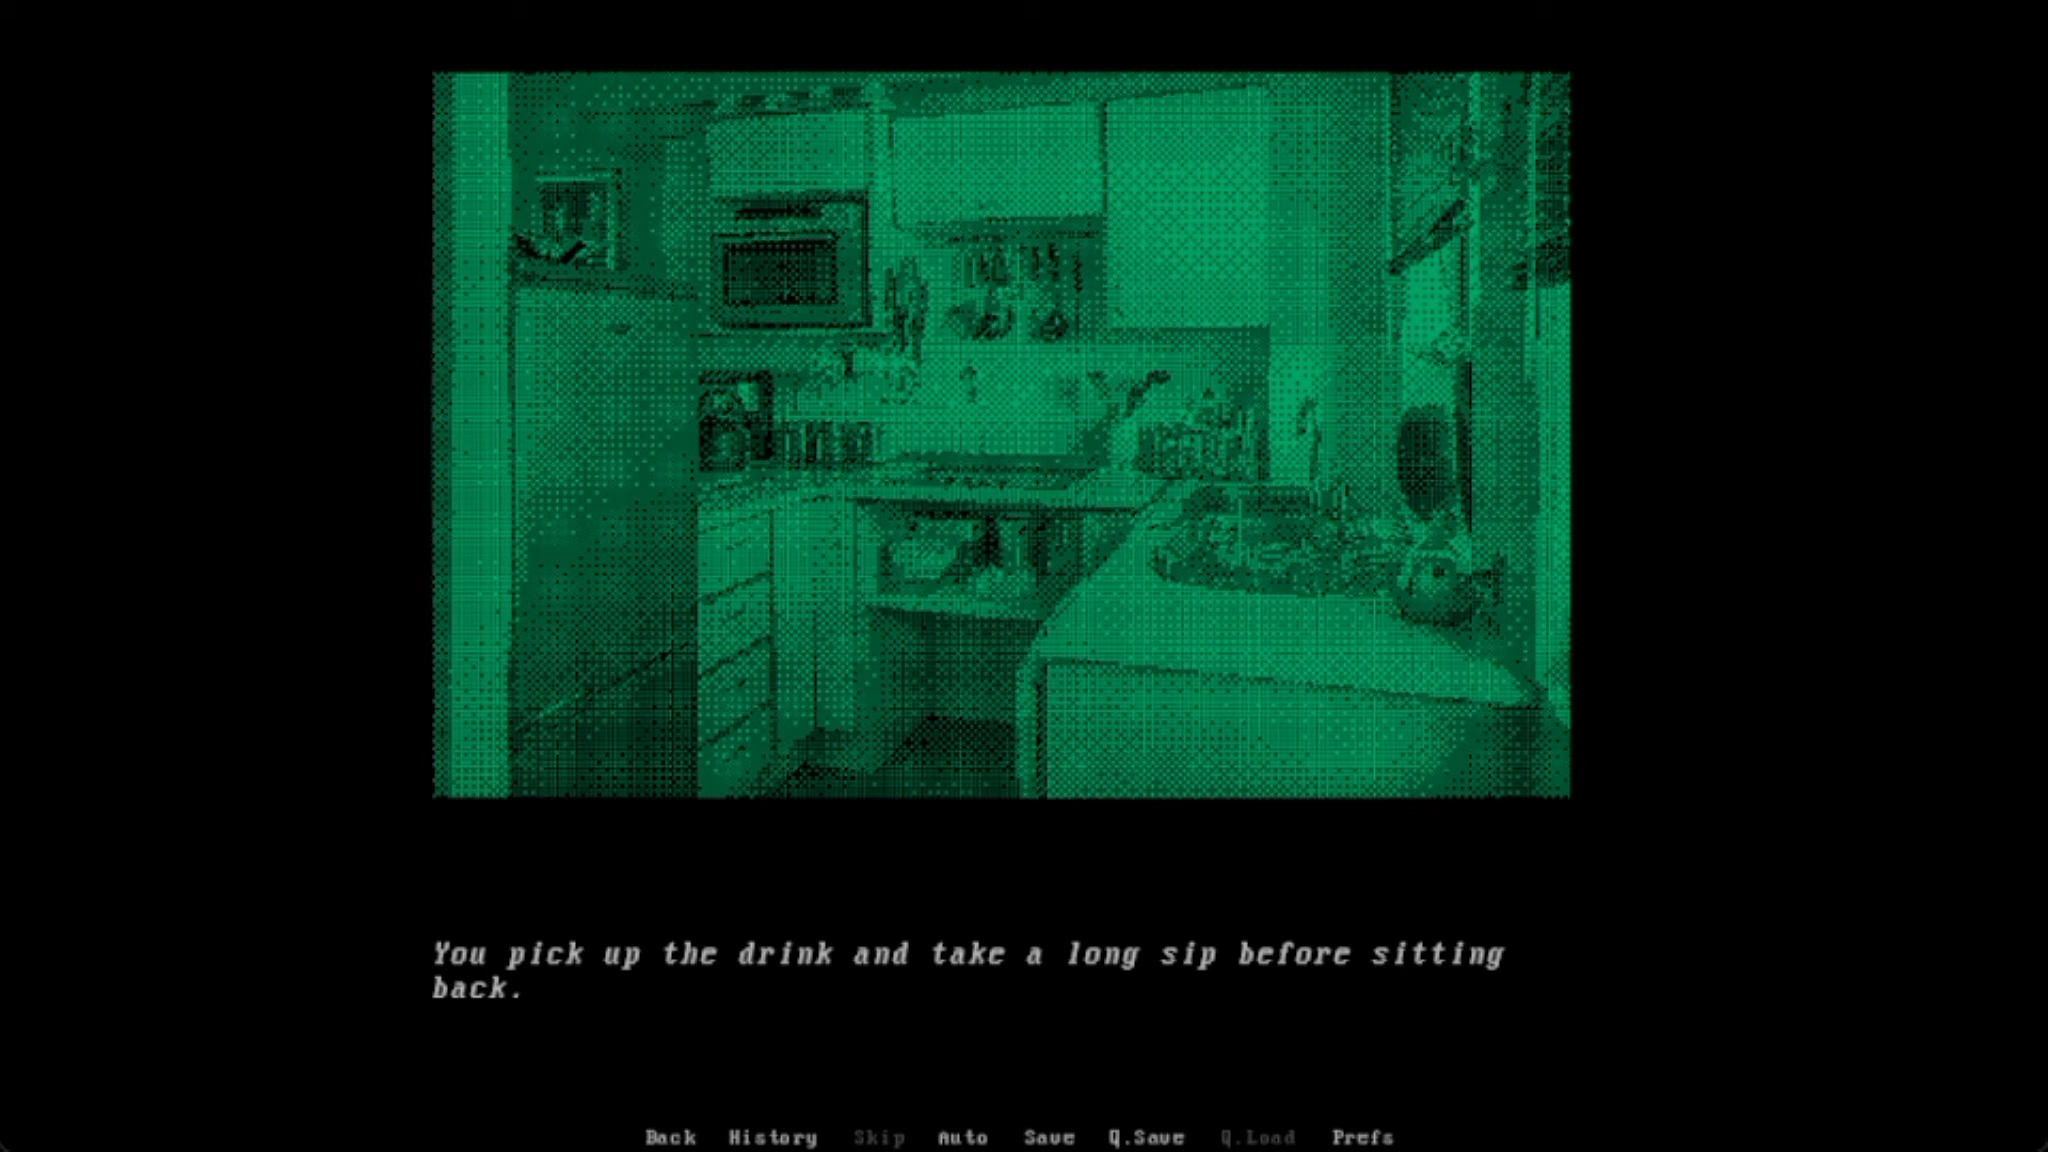 You pick up the drink and take a long sip before sitting
back.
Back History Skip Auto Save Q.Save Q.Load Prefs